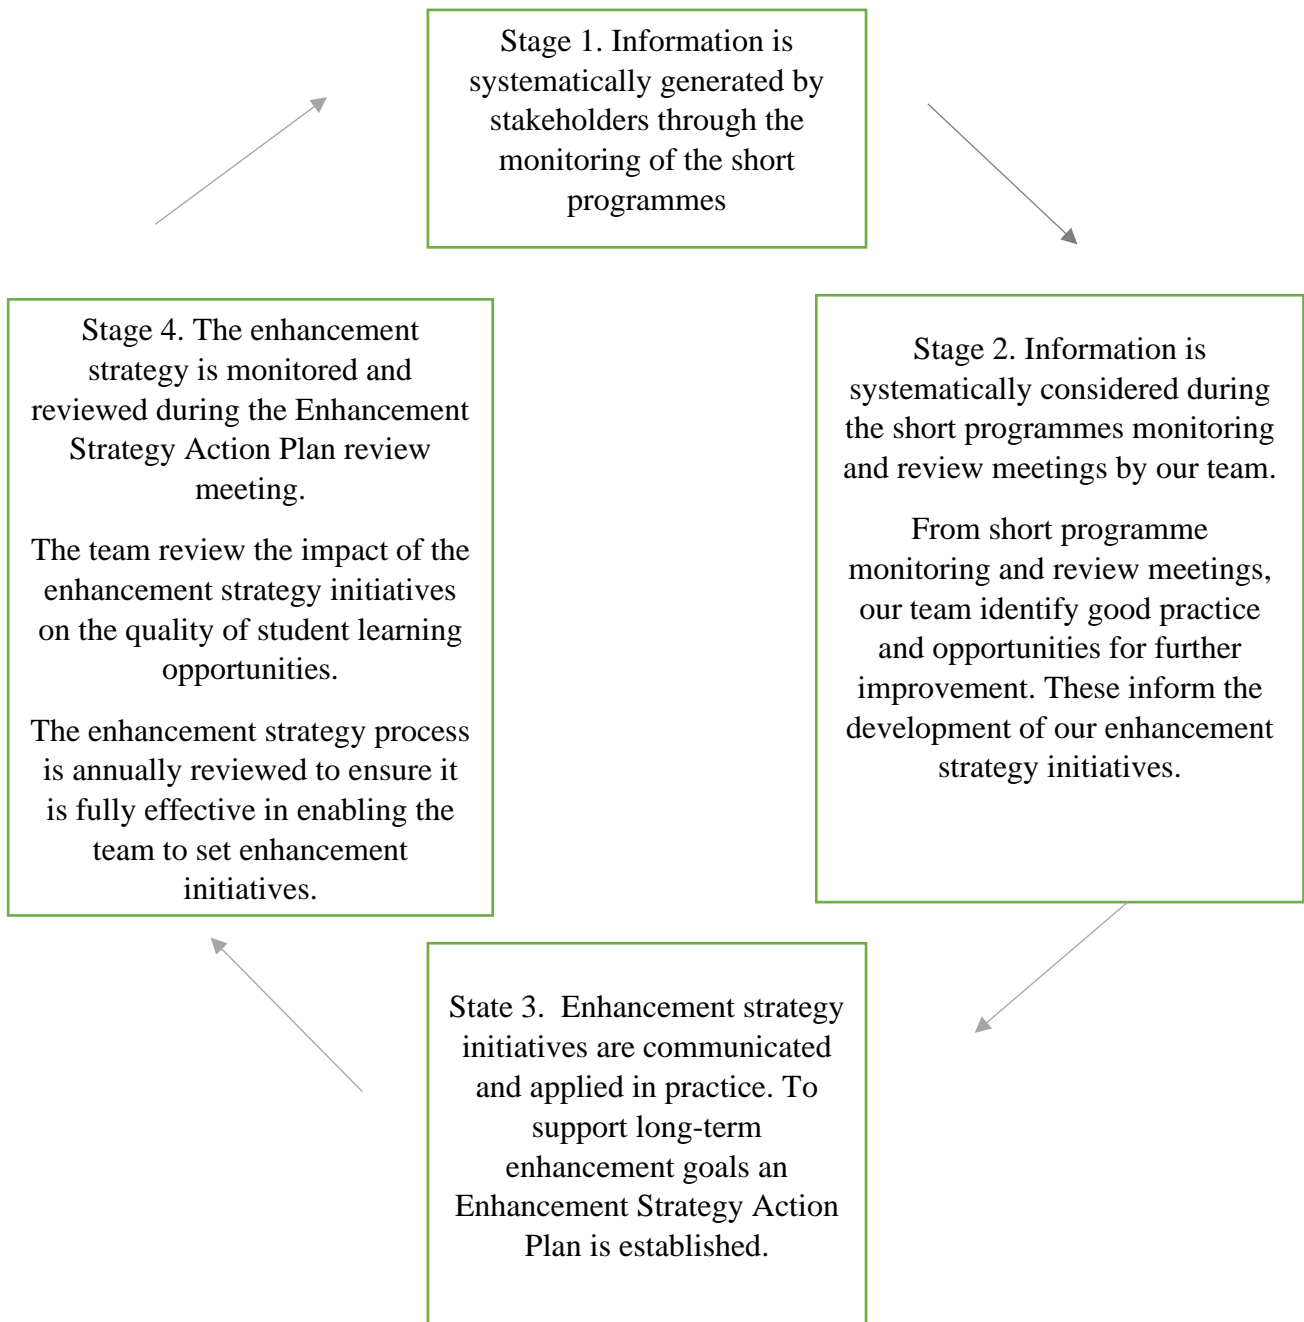 Stage 1. Information is
systematically generated by
stakeholders through the
monitoring of the short
programmes
Stage 2. Information is
systematically considered during
the short programmes monitoring
and review meetings by our team.
From short programme
monitoring and review meetings,
our team identify good practice
and opportunities for further
improvement. These inform the
development of our enhancement
strategy initiatives.
State 3.  Enhancement strategy
initiatives are communicated
and applied in practice. To
support long-term
enhancement goals an
Enhancement Strategy Action
Plan is established.
Stage 4. The enhancement
strategy is monitored and
reviewed during the Enhancement
Strategy Action Plan review
meeting.
The team review the impact of the
enhancement strategy initiatives
on the quality of student learning
opportunities.
The enhancement strategy process
is annually reviewed to ensure it
is fully effective in enabling the
team to set enhancement
initiatives.